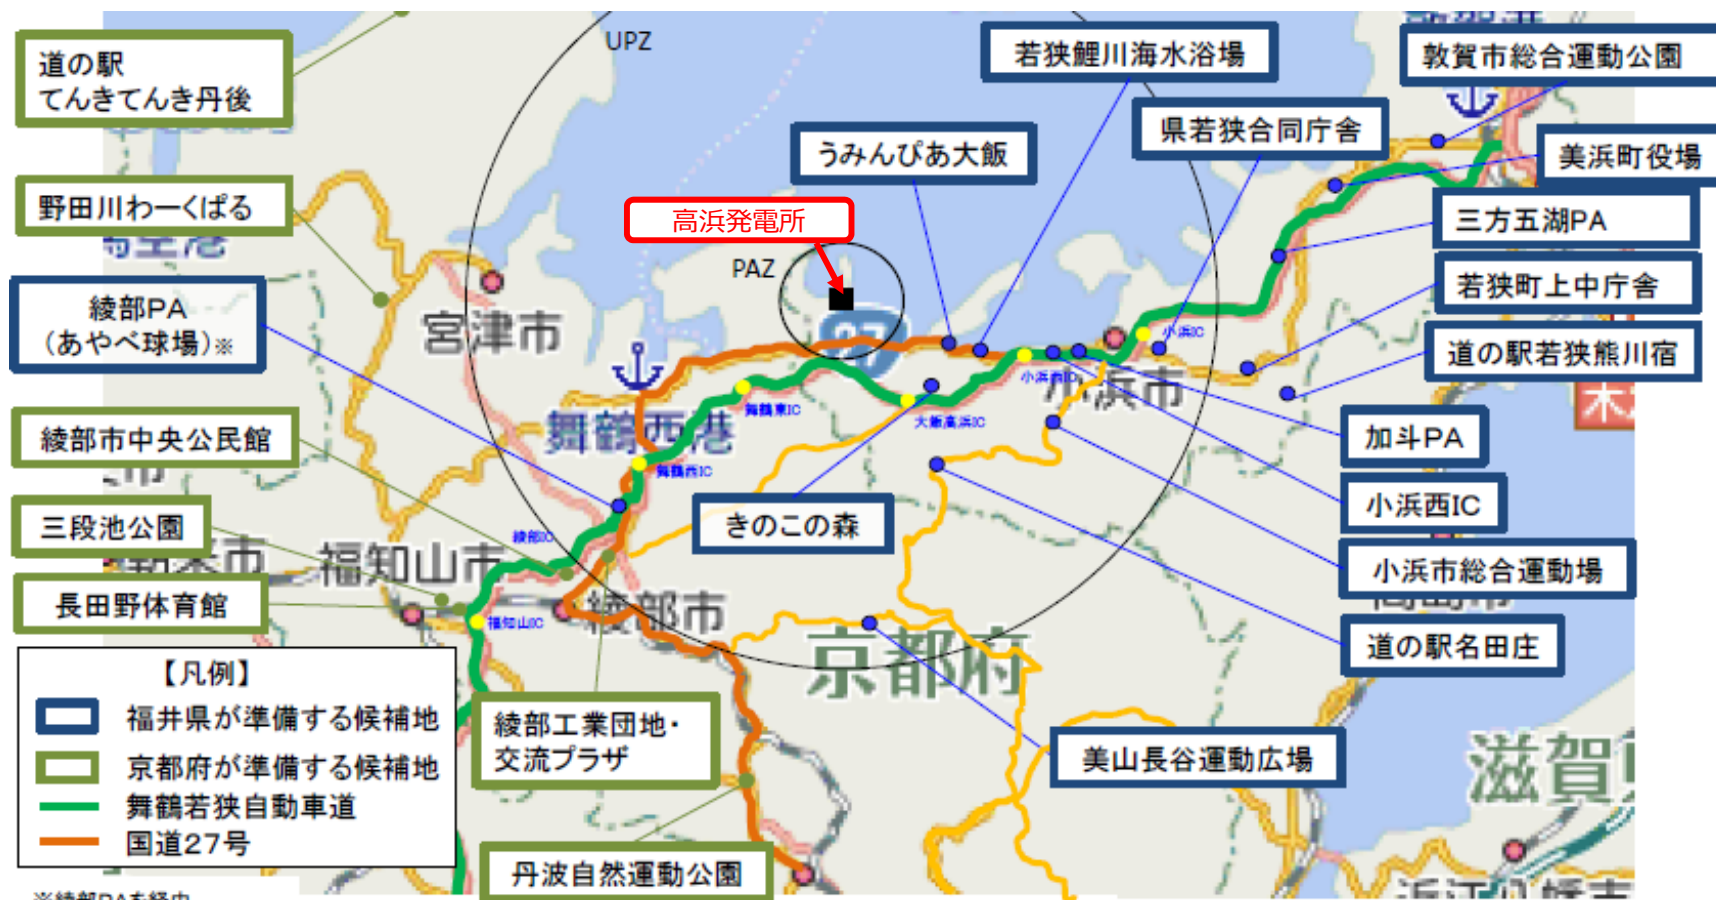 UPZ
道の駅
てんきてんき丹後
若狭鯉川海水浴場
敦賀市総合運動公園
県若狭合同庁舎
うみんぴあ大飯
美浜町役場
野田川わーくぱる
高浜発電所
三方五湖PA
PAZ
若狭町上中庁舎
綾部PA
(あやべ球場)※
宮津市
27
小浜IC
道の駅若狭熊川宿
小浜西IC
小浜市
舞鶴東IC
大飯高浜IC
舞鶴西港
綾部市中央公民館
加斗PA
舞鶴西IC
小浜西IC
きのこの森
三段池公園
綾部IC
福知山市
小浜市総合運動場
長田野体育館
福知山IC
綾部市
京都府
道の駅名田庄
【凡例】
福井県が準備する候補地
京都府が準備する候補地
舞鶴若狭自動車道
国道27号
綾部工業団地・
交流プラザ
美山長谷運動広場
滋賀
丹波自然運動公園
※綾部PAを経由